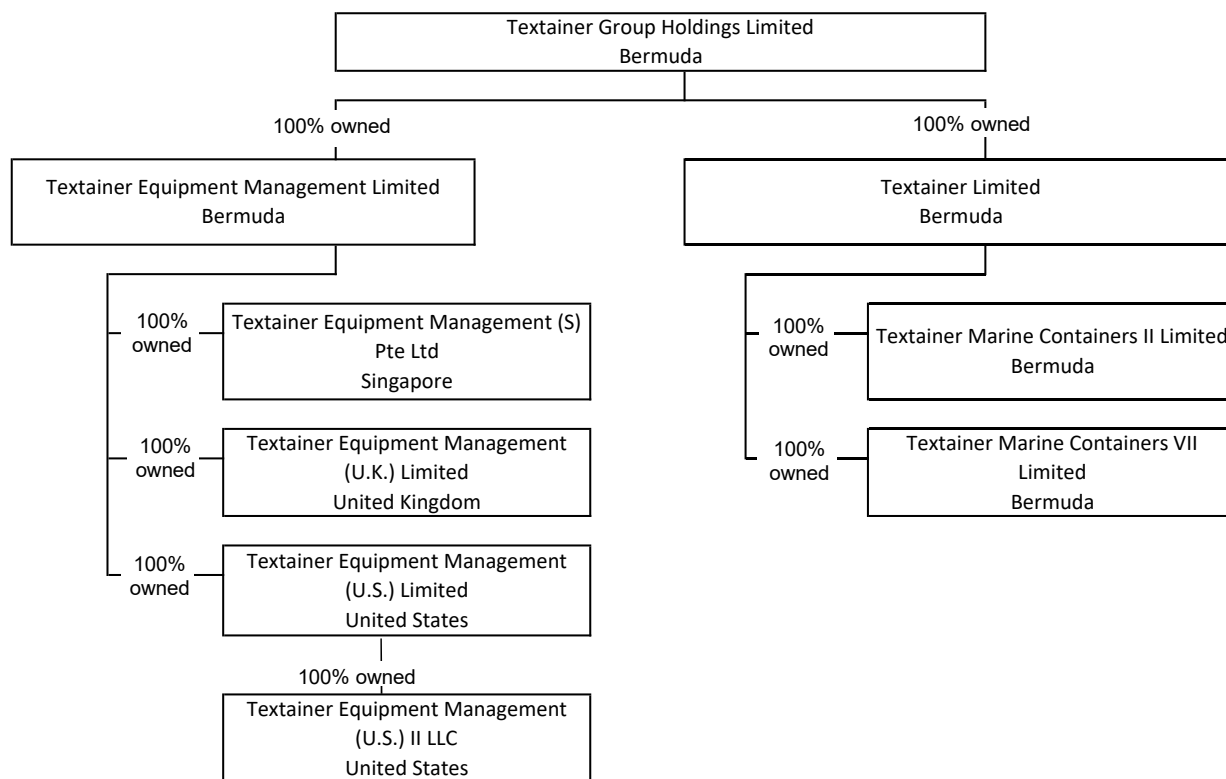 Textainer Group Holdings Limited
Bermuda
100% owned
100% owned
Textainer Equipment Management Limited
Bermuda
Textainer Limited
Bermuda
100%
owned
Textainer Equipment Management (S)
Pte Ltd
Singapore
100%
owned
Textainer Marine Containers II Limited
Bermuda
100%
owned
Textainer Equipment Management
(U.K.) Limited
United Kingdom
100%
owned
Textainer Marine Containers VII
Limited
Bermuda
100%
owned
Textainer Equipment Management
(U.S.) Limited
United States
100% owned
Textainer Equipment Management
(U.S.) II LLC
United States